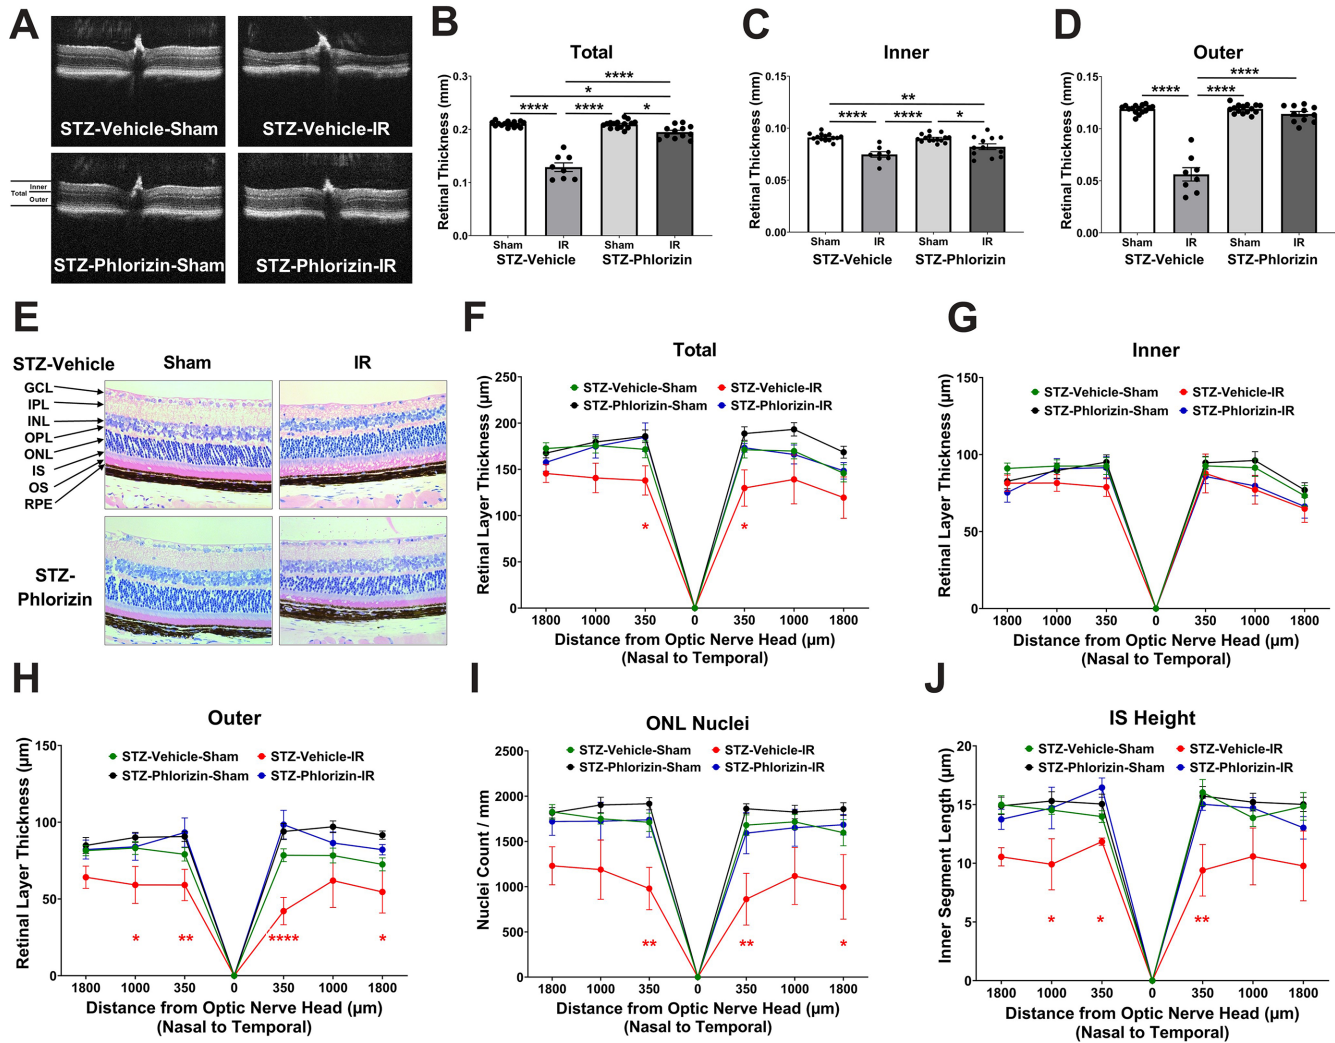 A
STZ-Vehicle-Sham
STZ-Vehicle-IR
Inner
Total
Outer
STZ-Phlorizin-Sham
STZ-Phlorizin-IR
B
Total
Retinal Thickness (mm)
0.3
0.2
0.1
0.0
****
*
**** **** *
Sham IR Sham IR
STZ-Vehicle STZ-Phlorizin
C
Inner
Retinal Thickness (mm)
0.15
0.10
0.05
0.00
**
**** **** *
Sham IR Sham IR
STZ-Vehicle STZ-Phlorizin
D
Outer
Retinal Thickness (mm)
0.15
0.10
0.05
0.00
****
**** ****
Sham IR Sham IR
STZ-Vehicle STZ-Phlorizin
E
STZ-Vehicle Sham IR
GCL
IPL
INL
OPL
ONL
IS
OS
RPE
STZ-
Phlorizin
F
Total
STZ-Vehicle-Sham STZ-Vehicle-IR
STZ-Phlorizin-Sham STZ-Phlorizin-IR
Retinal Layer Thickness (µm)
250
200
150
100
50
0
* *
1800 1000 350 0 350 1000 1800
Distance from Optic Nerve Head (µm)
(Nasal to Temporal)
G
Inner
STZ-Vehicle-Sham STZ-Vehicle-IR
STZ-Phlorizin-Sham STZ-Phlorizin-IR
Retinal Layer Thickness (µm)
150
100
50
0
1800 1000 350 0 350 1000 1800
Distance from Optic Nerve Head (µm)
(Nasal to Temporal)
H
Outer
STZ-Vehicle-Sham STZ-Vehicle-IR
STZ-Phlorizin-Sham STZ-Phlorizin-IR
Retinal Layer Thickness (µm)
150
100
50
0
* ** **** *
1800 1000 350 0 350 1000 1800
Distance from Optic Nerve Head (µm)
(Nasal to Temporal)
I
ONL Nuclei
STZ-Vehicle-Sham STZ-Vehicle-IR
STZ-Phlorizin-Sham STZ-Phlorizin-IR
Nuclei Count / mm
2500
2000
1500
1000
500
0
** ** *
1800 1000 350 0 350 1000 1800
Distance from Optic Nerve Head (µm)
(Nasal to Temporal)
J
IS Height
STZ-Vehicle-Sham STZ-Vehicle-IR
STZ-Phlorizin-Sham STZ-Phlorizin-IR
Inner Segment Length (µm)
20
15
10
5
0
* * **
1800 1000 350 0 350 1000 1800
Distance from Optic Nerve Head (µm)
(Nasal to Temporal)